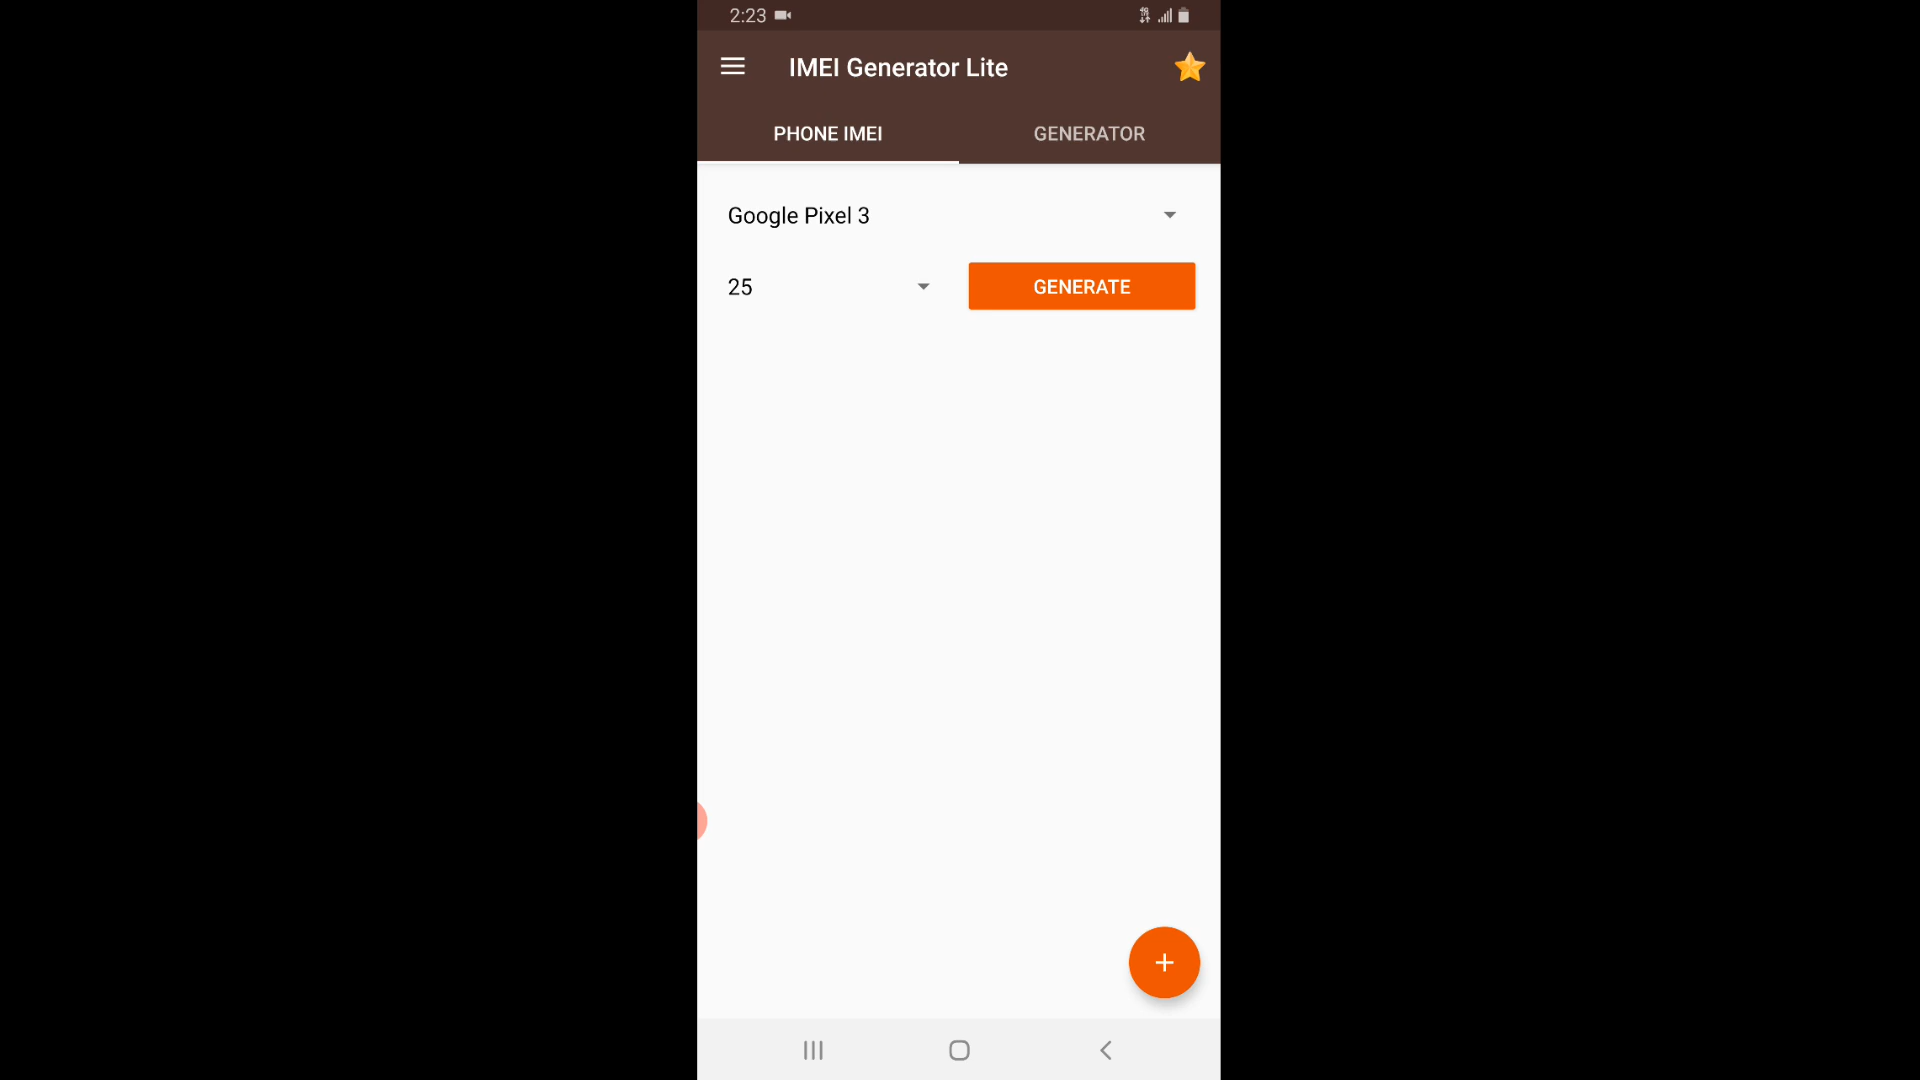 2:23
IMEI Generator Lite
PHONE IMEI GENERATOR
Google Pixel 3
25 GENERATE